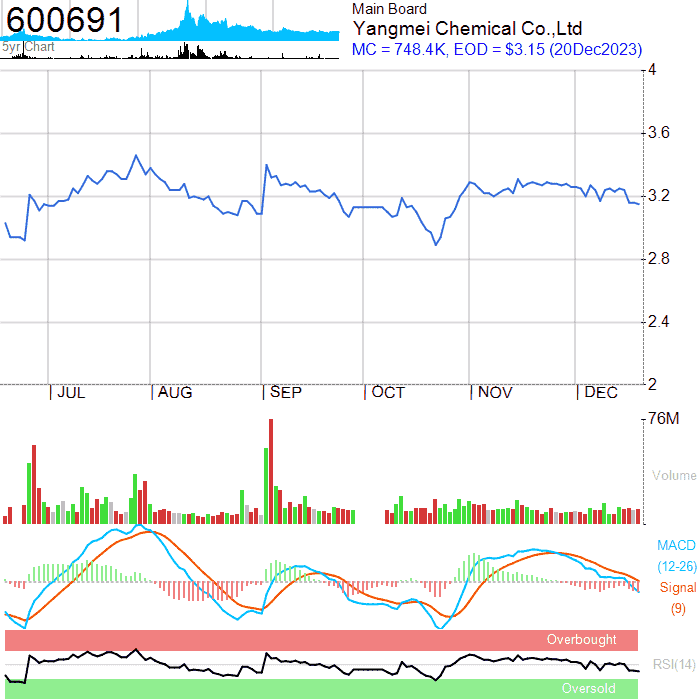 600691
5yr Chart
Main Board
Yangmei Chemical Co.,Ltd
MC = 748.4K, EOD = $3.15 (20Dec2023)
4
3.6
3.2
2.8
2.4
2
JUL AUG SEP OCT NOV DEC
76M
Volume
MACD
(12-26)
Signal
(9)
Overbought
RSI(14)
Oversold